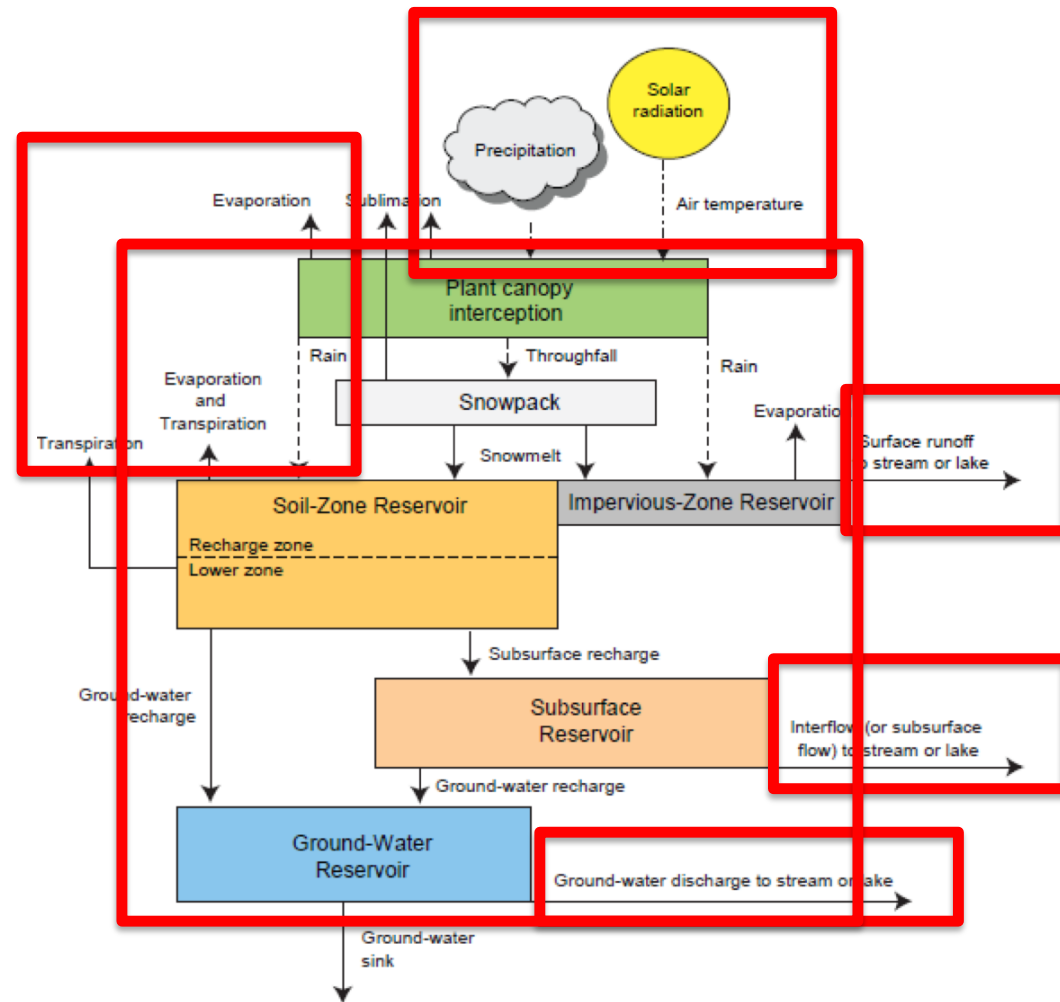 Solar
radiation
Precipitation
Evaporation
Sublimation
Air temperature
Plant canopy
interception
Rain
Throughfall
Rain
Evaporation
and
Transpiration
Snowpack
Evaporation
Transpiration
Snowmelt
Surface runoff
to stream or lake
Soil-Zone Reservoir
Impervious-Zone Reservoir
Recharge zone
Lower zone
Subsurface recharge
Ground-water
recharge
Subsurface
Reservoir
Interflow (or subsurface
flow) to stream or lake
Ground-water recharge
Ground-Water
Reservoir
Ground-water discharge to stream or lake
Ground-water
sink